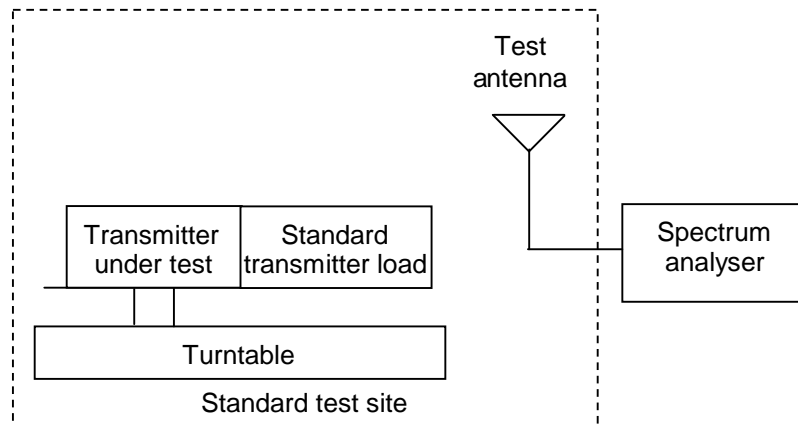 Test
antenna
Transmitter
under test
Standard
transmitter load
Spectrum
analyser
Turntable
Standard test site